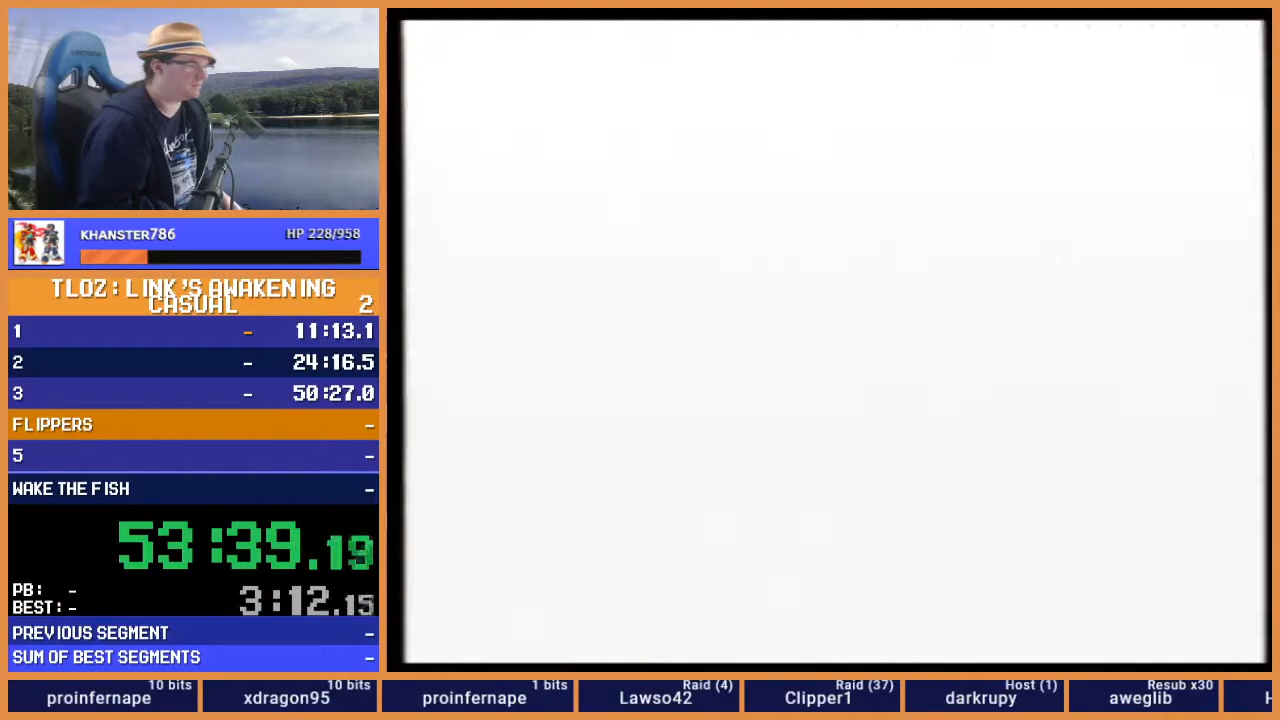 KHANSTER786 HP 228/958
TLOZ: LINK'S AWAKENING
CASUAL 2
1 - 11:13.1
2 - 24:16.5
3 - 50:27.0
FLIPPERS -
5 -
WAKE THE FISH -
53:39.19
PB: -
BEST: - 3:12.15
PREVIOUS SEGMENT -
SUM OF BEST SEGMENTS -
10 bits 10 bits 1 bits Raid (4) Raid (37) Host (1) Resub x30
proinfernape xdragon95 proinfernape Lawso42 Clipper1 darkrupy aweglib